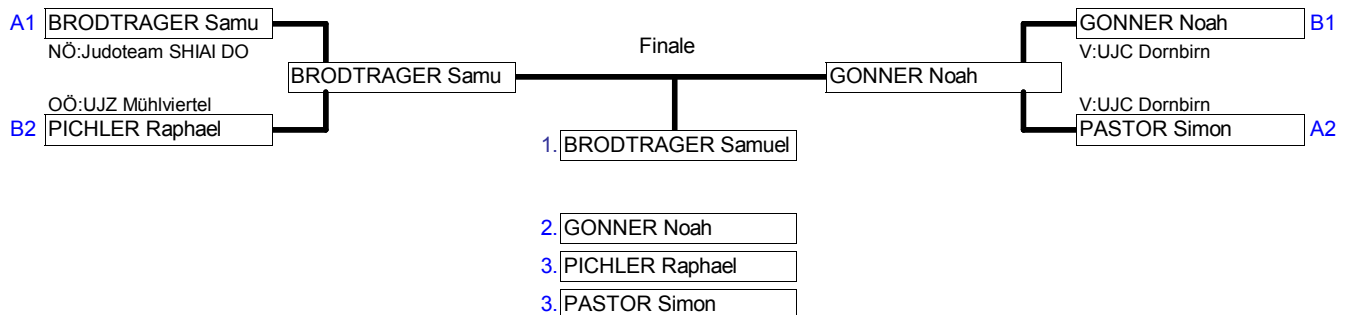 A1 BRODTRAGER Samu
NÖ:Judoteam SHIAI DO
BRODTRAGER Samu
OÖ:UJZ Mühlviertel
B2 PICHLER Raphael
Finale
GONNER Noah B1
V:UJC Dornbirn
GONNER Noah
V:UJC Dornbirn
PASTOR Simon A2
1. BRODTRAGER Samuel
2. GONNER Noah
3. PICHLER Raphael
3. PASTOR Simon